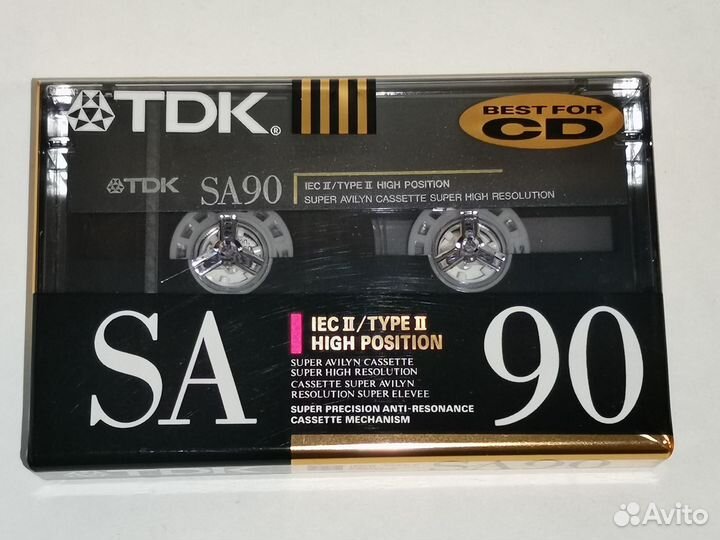 TDK®
BEST FOR
CD
TDK SA90 IEC II/TYPE II HIGH POSITION
SUPER AVILYN CASSETTE SUPER HIGH RESOLUTION
SA
IEC II/TYPE II
HIGH POSITION
SUPER AVILYN CASSETTE
SUPER HIGH RESOLUTION
CASSETTE SUPER AVILYN
RESOLUTION SUPER ELEVEE
SUPER PRECISION ANTI-RESONANCE
CASSETTE MECHANISM
90
TDK SA90
Avito